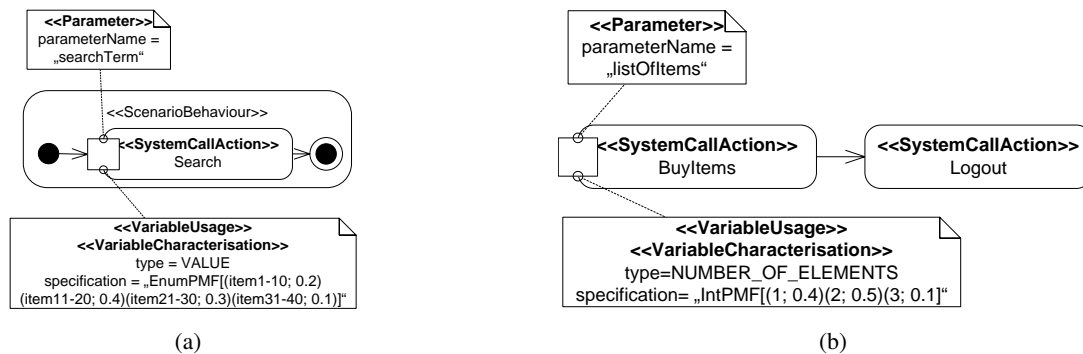 <<Parameter>>
parameterName =
„searchTerm“
<<ScenarioBehaviour>>
<<SystemCallAction>>
Search
<<VariableUsage>>
<<VariableCharacterisation>>
type = VALUE
specification = „EnumPMF[(item1-10; 0.2)
(item11-20; 0.4)(item21-30; 0.3)(item31-40; 0.1)]“
(a)
<<Parameter>>
parameterName =
„listOfItems“
<<SystemCallAction>>
BuyItems
<<SystemCallAction>>
Logout
<<VariableUsage>>
<<VariableCharacterisation>>
type=NUMBER_OF_ELEMENTS
specification= „IntPMF[(1; 0.4)(2; 0.5)(3; 0.1]“
(b)